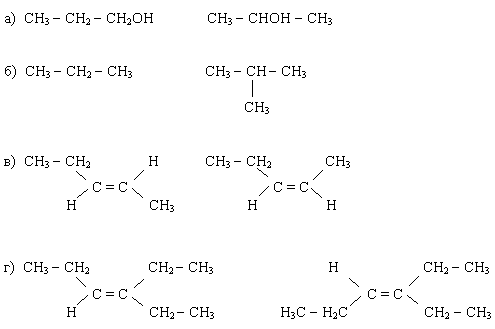 а) CH₃ – CH₂ – CH₂OH CH₃ – CHOH – CH₃
б) CH₃ – CH₂ – CH₃ CH₃ – CH – CH₃
CH₃
в) CH₃ – CH₂ H CH₃ – CH₂ CH₃
C = C C = C
H CH₃ H H
г) CH₃ – CH₂ CH₂ – CH₃ H CH₂ – CH₃
C = C C = C
H CH₂ – CH₃ H₃C – H₂C CH₂ – CH₃